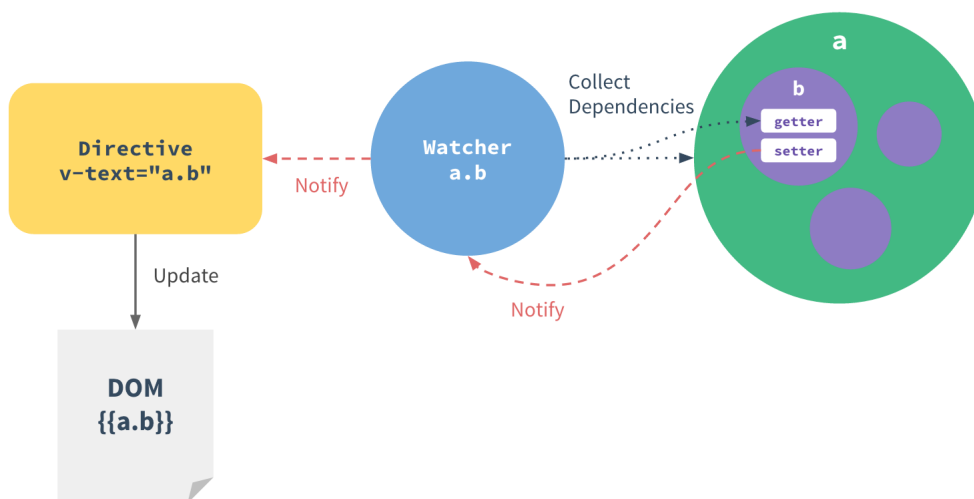 Directive
v-text="a.b"
Notify
Watcher
a.b
Collect
Dependencies
a
b
getter
setter
Notify
Update
DOM
{{a.b}}